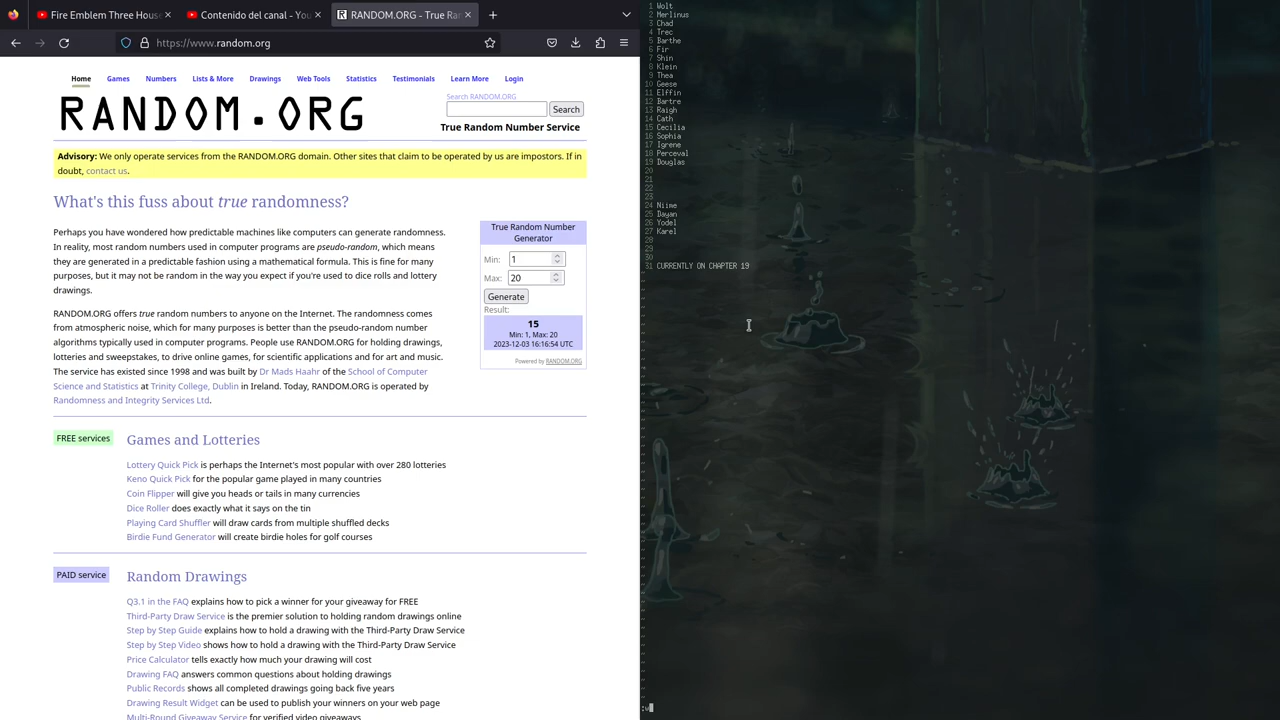 Fire Emblem Three House
Contenido del canal - You
RANDOM.ORG - True Ra
https://www.random.org
Home Games Numbers Lists & More Drawings Web Tools Statistics Testimonials Learn More Login
RANDOM.ORG
Search RANDOM.ORG
Search
True Random Number Service
Advisory: We only operate services from the RANDOM.ORG domain. Other sites that claim to be operated by us are impostors. If in
doubt, contact us.
What's this fuss about true randomness?
Perhaps you have wondered how predictable machines like computers can generate randomness.
In reality, most random numbers used in computer programs are pseudo-random, which means
they are generated in a predictable fashion using a mathematical formula. This is fine for many
purposes, but it may not be random in the way you expect if you're used to dice rolls and lottery
drawings.
RANDOM.ORG offers true random numbers to anyone on the Internet. The randomness comes
from atmospheric noise, which for many purposes is better than the pseudo-random number
algorithms typically used in computer programs. People use RANDOM.ORG for holding drawings,
lotteries and sweepstakes, to drive online games, for scientific applications and for art and music.
The service has existed since 1998 and was built by Dr Mads Haahr of the School of Computer
Science and Statistics at Trinity College, Dublin in Ireland. Today, RANDOM.ORG is operated by
Randomness and Integrity Services Ltd.
True Random Number
Generator
Min: 1
Max: 20
Generate
Result:
15
Min: 1, Max: 20
2023-12-03 16:16:54 UTC
Powered by RANDOM.ORG
FREE services
Games and Lotteries
Lottery Quick Pick is perhaps the Internet's most popular with over 280 lotteries
Keno Quick Pick for the popular game played in many countries
Coin Flipper will give you heads or tails in many currencies
Dice Roller does exactly what it says on the tin
Playing Card Shuffler will draw cards from multiple shuffled decks
Birdie Fund Generator will create birdie holes for golf courses
PAID service
Random Drawings
Q3.1 in the FAQ explains how to pick a winner for your giveaway for FREE
Third-Party Draw Service is the premier solution to holding random drawings online
Step by Step Guide explains how to hold a drawing with the Third-Party Draw Service
Step by Step Video shows how to hold a drawing with the Third-Party Draw Service
Price Calculator tells exactly how much your drawing will cost
Drawing FAQ answers common questions about holding drawings
Public Records shows all completed drawings going back five years
Drawing Result Widget can be used to publish your winners on your web page
Multi-Round Giveaway Service for verified video giveaways
1 Wolt
2 Merlinus
3 Chad
4 Trec
5 Barthe
6 Fir
7 Shin
8 Klein
9 Thea
10 Geese
11 Elffin
12 Bartre
13 Raigh
14 Cath
15 Cecilia
16 Sophia
17 Igrene
18 Perceval
19 Douglas
20
21
22
23
24 Niime
25 Dayan
26 Yodel
27 Karel
28
29
30
31 CURRENTLY ON CHAPTER 19
:w